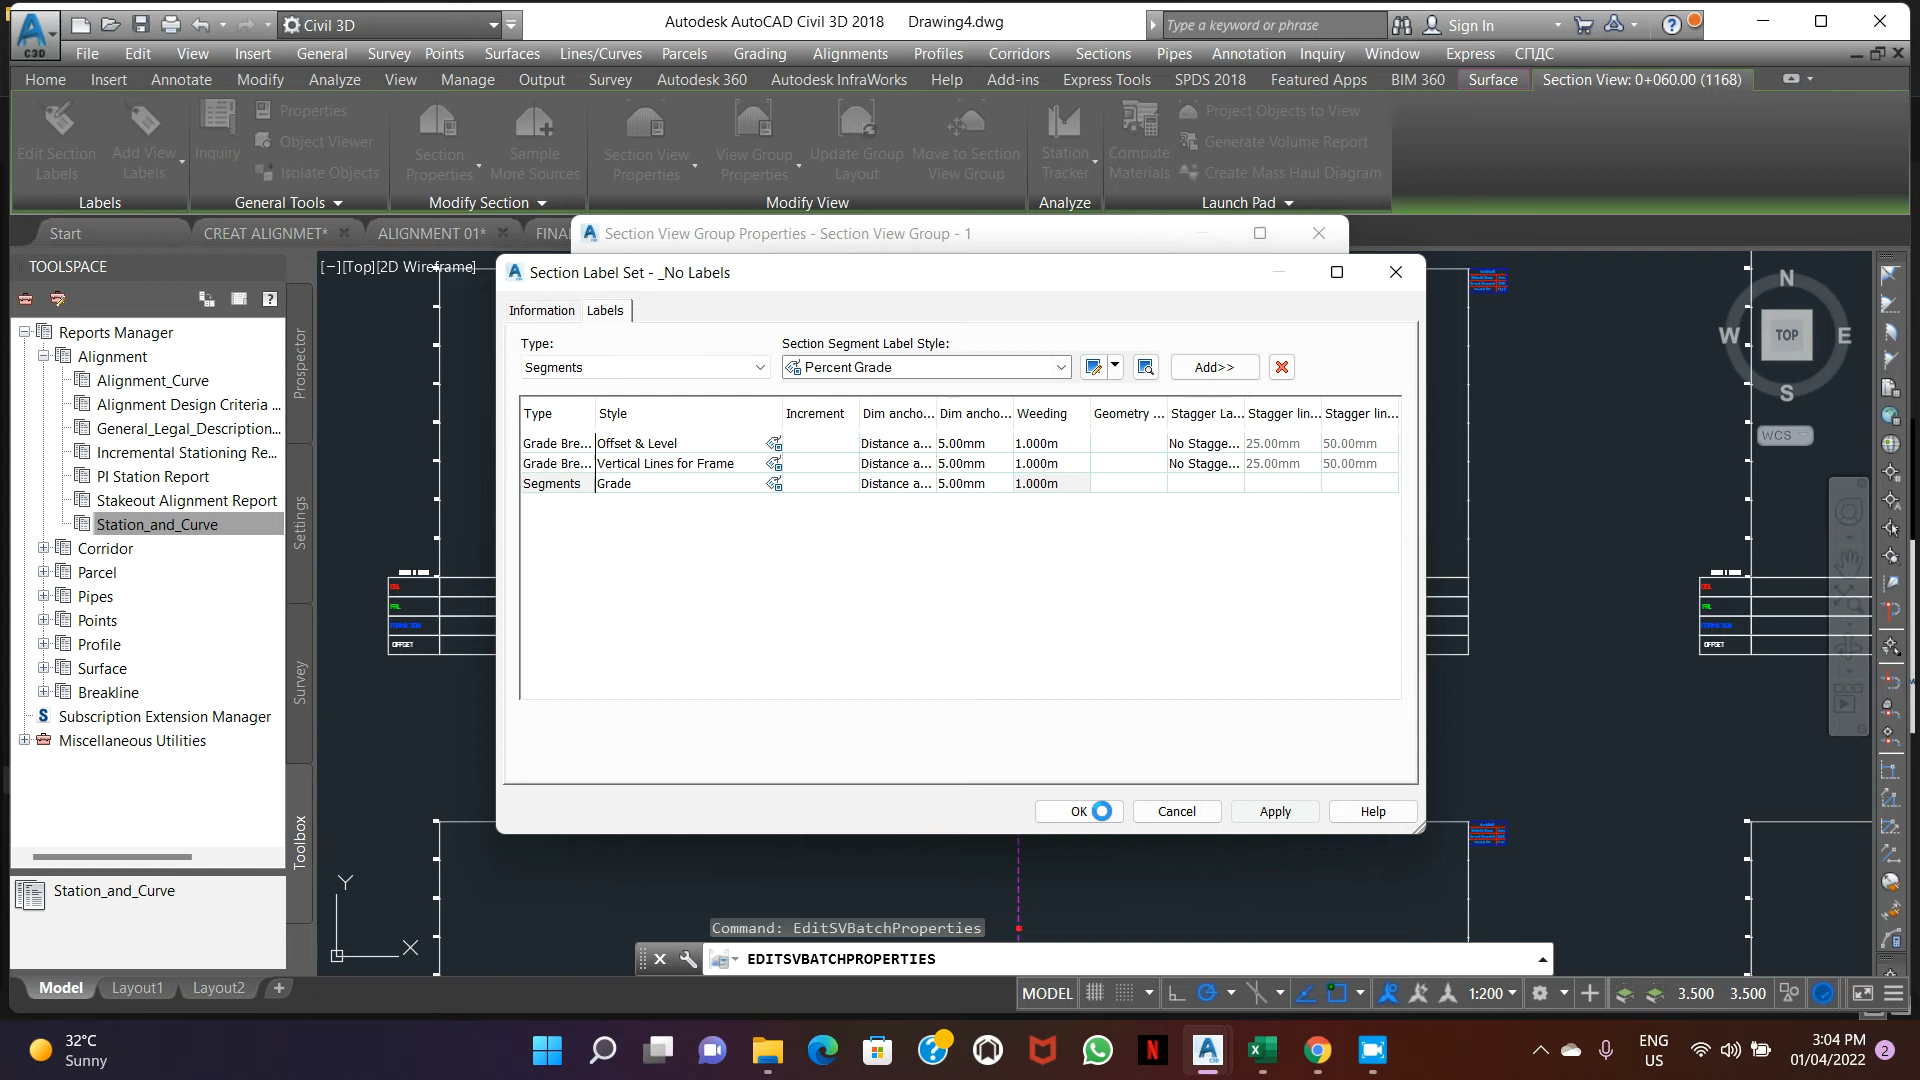 Civil 3D
Autodesk AutoCAD Civil 3D 2018 Drawing4.dwg
Type a keyword or phrase
Sign In
C3D
File Edit View Insert General Survey Points Surfaces Lines/Curves Parcels Grading Alignments Profiles Corridors Sections Pipes Annotation Inquiry Window Express СПДС
Home Insert Annotate Modify Analyze View Manage Output Survey Autodesk 360 Autodesk InfraWorks Help Add-ins Express Tools SPDS 2018 Featured Apps BIM 360 Surface Section View: 0+060.00 (1168)
Edit Section Labels
Add View Labels
Inquiry
Properties
Object Viewer
Isolate Objects
Section Properties
Sample More Sources
Section View Properties
View Group Properties
Update Group Layout
Move to Section View Group
Station Tracker
Compute Materials
Project Objects to View
Generate Volume Report
Create Mass Haul Diagram
Labels General Tools Modify Section Modify View Analyze Launch Pad
Start CREAT ALIGNMET* ALIGNMENT 01* FINA
Section View Group Properties - Section View Group - 1
TOOLSPACE
[−][Top][2D Wireframe]
Section Label Set - _No Labels
Information Labels
Type: Section Segment Label Style:
Segments Percent Grade Add>>
Type Style Increment Dim ancho... Dim ancho... Weeding Geometry ... Stagger La... Stagger lin... Stagger lin...
Grade Bre... Offset & Level Distance a... 5.00mm 1.000m No Stagge... 25.00mm 50.00mm
Grade Bre... Vertical Lines for Frame Distance a... 5.00mm 1.000m No Stagge... 25.00mm 50.00mm
Segments Grade Distance a... 5.00mm 1.000m
OK Cancel Apply Help
Reports Manager
Alignment
Alignment_Curve
Alignment Design Criteria ...
General_Legal_Description...
Incremental Stationing Re...
PI Station Report
Stakeout Alignment Report
Station_and_Curve
Corridor
Parcel
Pipes
Points
Profile
Surface
Breakline
Subscription Extension Manager
Miscellaneous Utilities
Station_and_Curve
Prospector
Settings
Survey
Toolbox
N
W TOP E
S
WCS
FORMATION
OFFSET
OFFSET
Y
X
Command: EditSVBatchProperties
EDITSVBATCHPROPERTIES
Model Layout1 Layout2 +
MODEL 1:200 3.500 3.500
32°C
Sunny
ENG
US
3:04 PM
01/04/2022
2